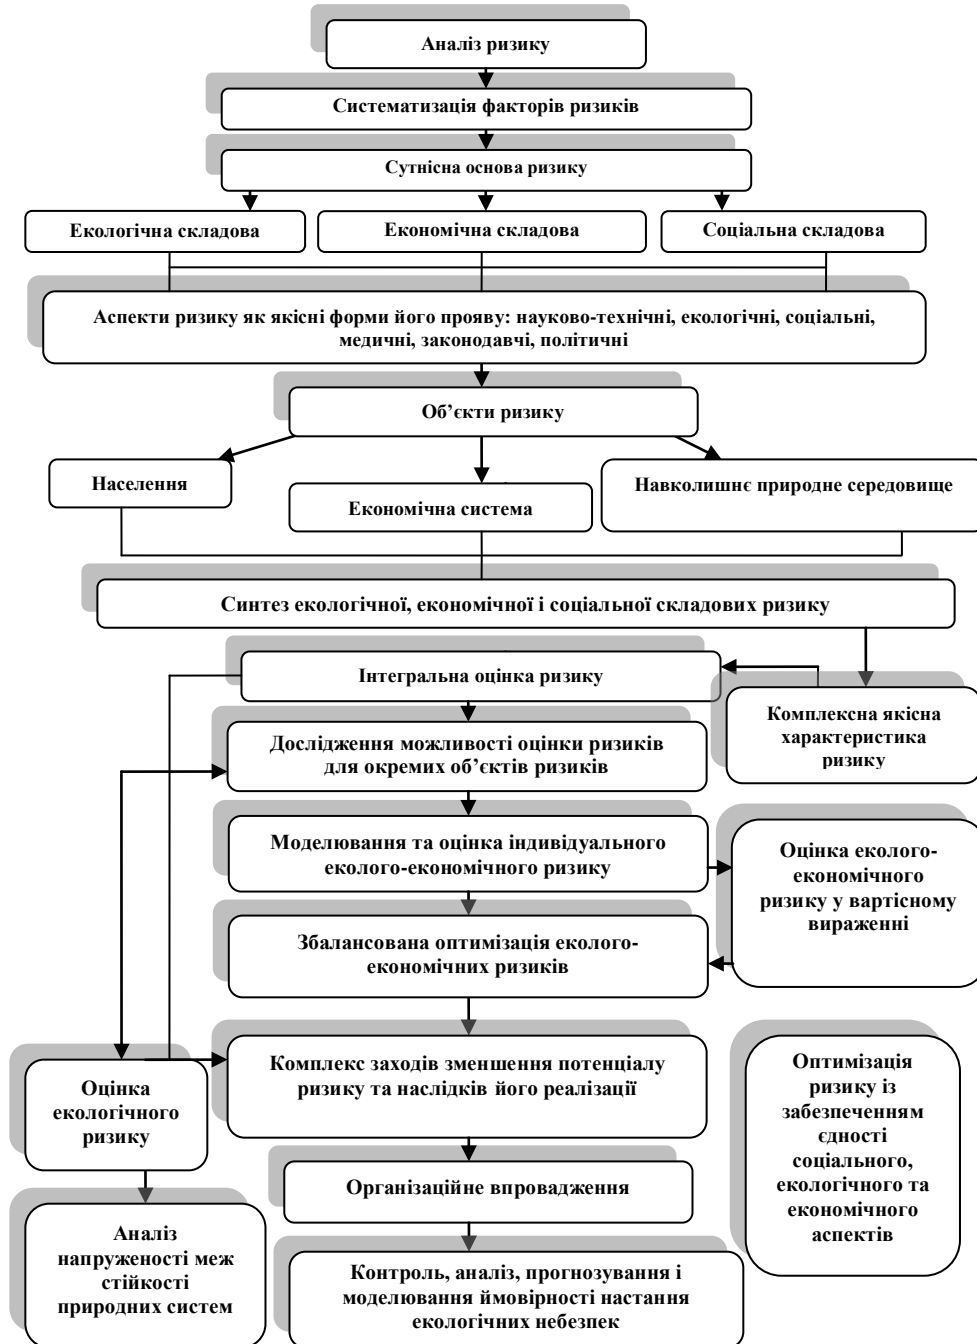 Аналіз ризику
Систематизація факторів ризиків
Сутнісна основа ризику
Екологічна складова
Економічна складова
Соціальна складова
Аспекти ризику як якісні форми його прояву: науково-технічні, екологічні, соціальні,
медичні, законодавчі, політичні
Об’єкти ризику
Населення
Економічна система
Навколишнє природне середовище
Синтез екологічної, економічної і соціальної складових ризику
Інтегральна оцінка ризику
Комплексна якісна
характеристика
ризику
Дослідження можливості оцінки ризиків
для окремих об’єктів ризиків
Моделювання та оцінка індивідуального
еколого-економічного ризику
Оцінка еколого-
економічного
ризику у вартісному
вираженні
Збалансована оптимізація еколого-
економічних ризиків
Комплекс заходів зменшення потенціалу
ризику та наслідків його реалізації
Оцінка
екологічного
ризику
Оптимізація
ризику із
забезпеченням
єдності
соціального,
екологічного та
економічного
аспектів
Організаційне впровадження
Аналіз
напруженості меж
стійкості
природних систем
Контроль, аналіз, прогнозування і
моделювання ймовірності настання
екологічних небезпек